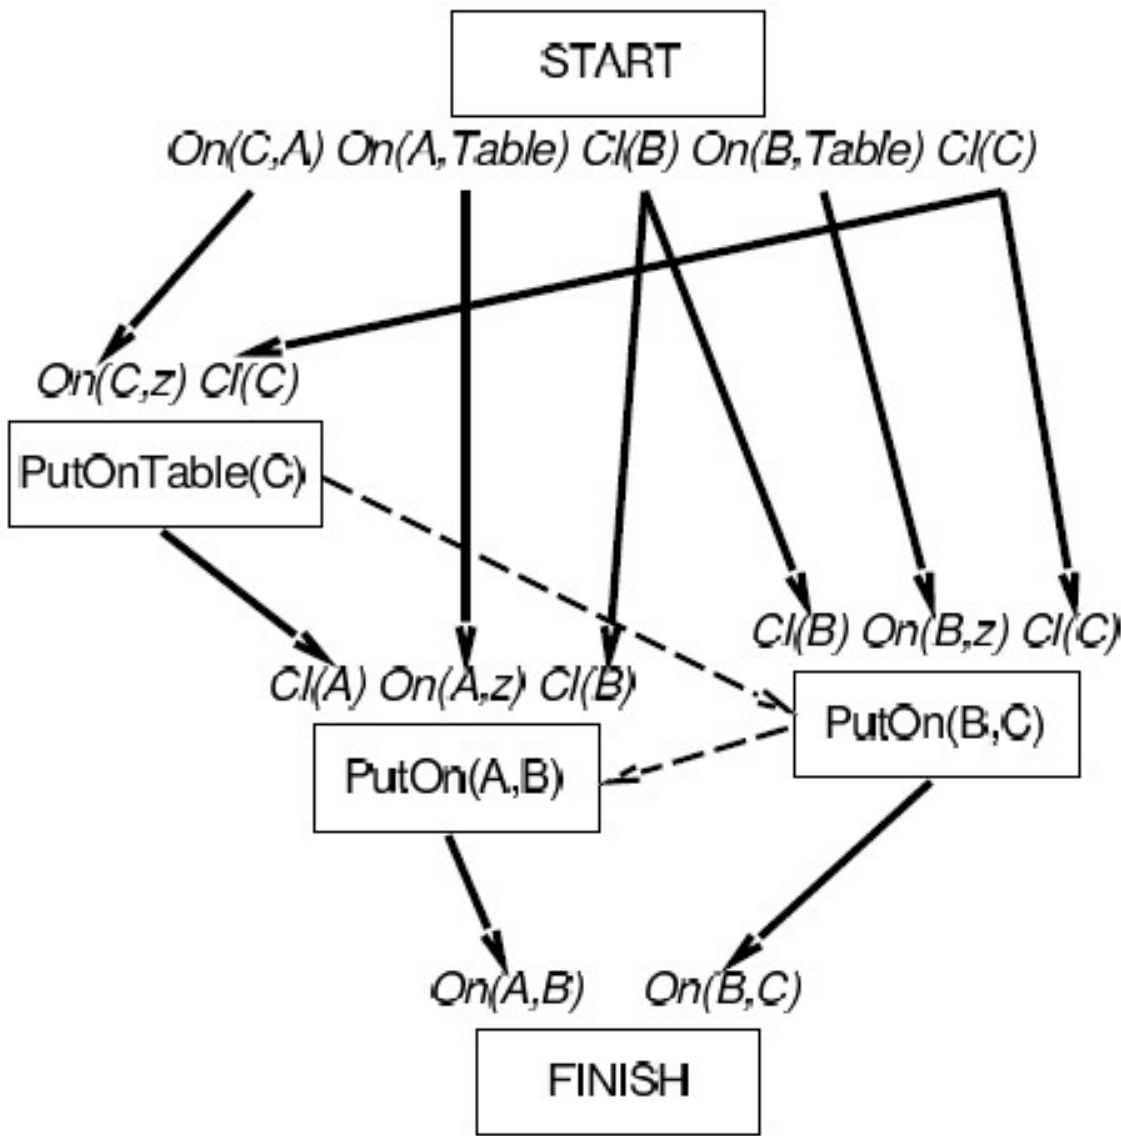 START
On(C,A) On(A,Table) Cl(B) On(B,Table) Cl(C)
On(C,z) Cl(C)
PutOnTable(C)
Cl(B) On(B,z) Cl(C)
Cl(A) On(A,z) Cl(B)
PutOn(B,C)
PutOn(A,B)
On(A,B) On(B,C)
FINISH